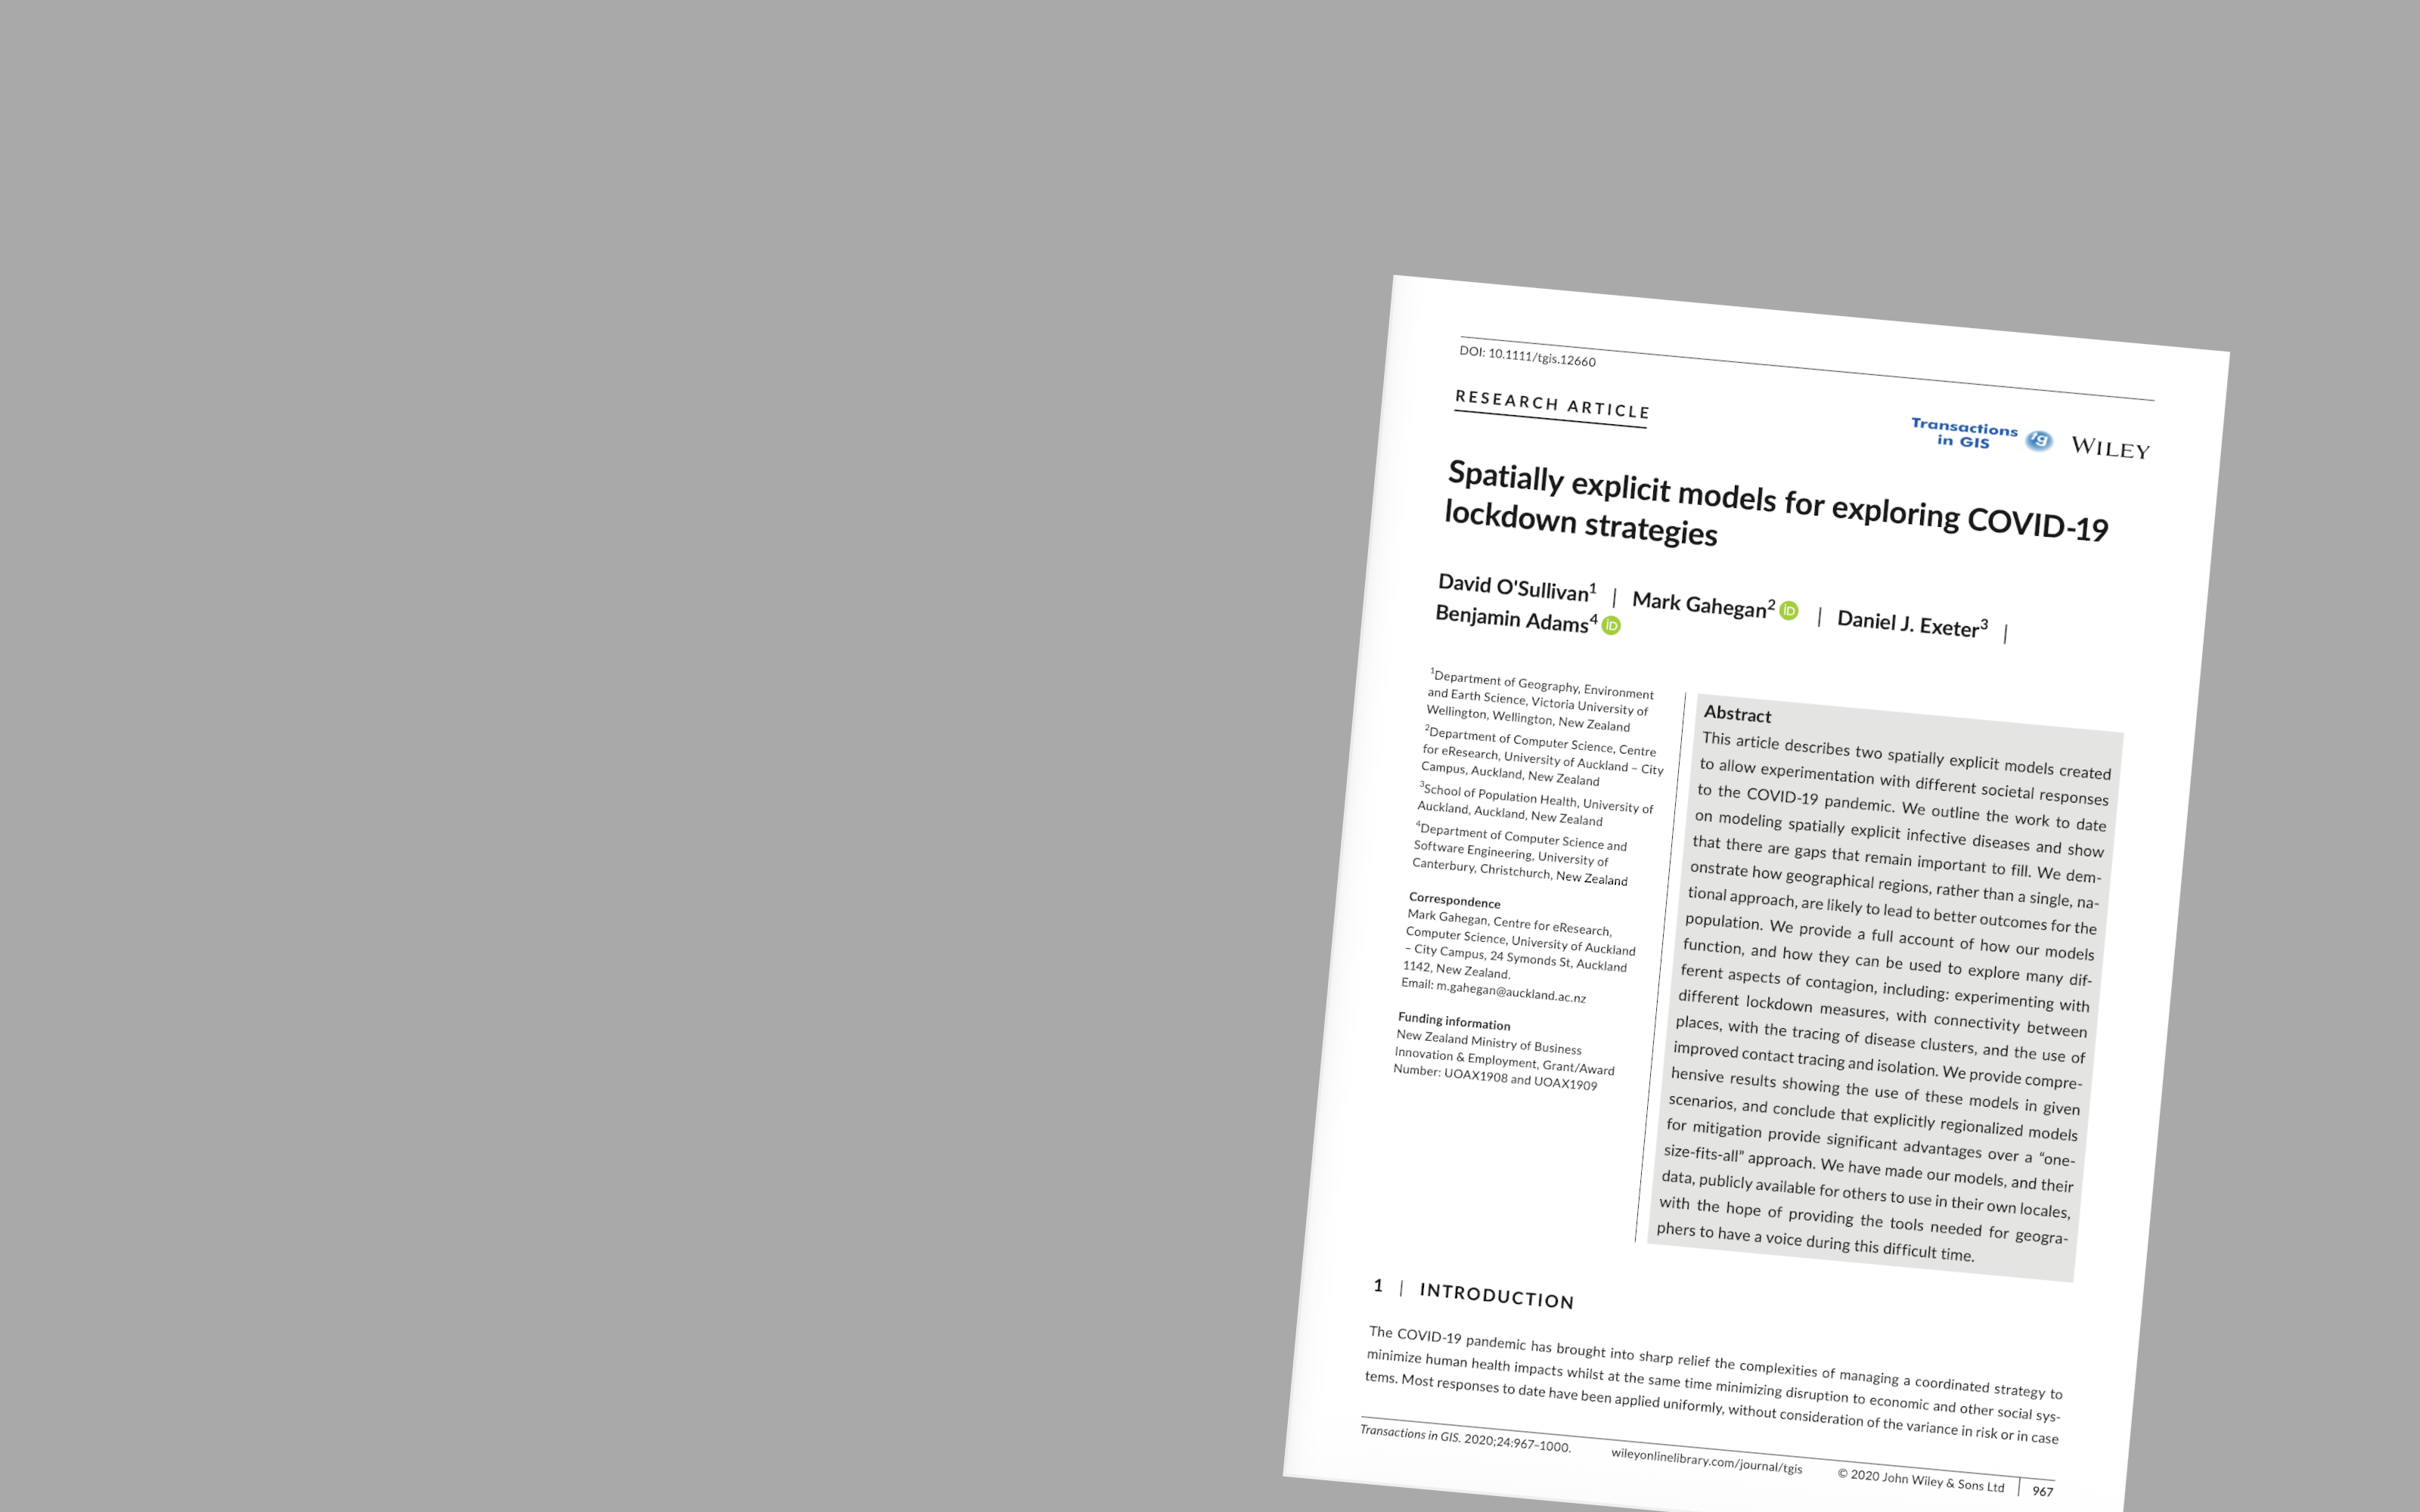 DOI: 10.1111/tgis.12660
RESEARCH ARTICLE
Transactions
in GIS
ig
WILEY
Spatially explicit models for exploring COVID-19
lockdown strategies
David O'Sullivan¹ | Mark Gahegan² iD | Daniel J. Exeter³ |
Benjamin Adams⁴ iD
¹Department of Geography, Environment
and Earth Science, Victoria University of
Wellington, Wellington, New Zealand
²Department of Computer Science, Centre
for eResearch, University of Auckland – City
Campus, Auckland, New Zealand
³School of Population Health, University of
Auckland, Auckland, New Zealand
⁴Department of Computer Science and
Software Engineering, University of
Canterbury, Christchurch, New Zealand
Correspondence
Mark Gahegan, Centre for eResearch,
Computer Science, University of Auckland
– City Campus, 24 Symonds St, Auckland
1142, New Zealand.
Email: m.gahegan@auckland.ac.nz
Funding information
New Zealand Ministry of Business
Innovation & Employment, Grant/Award
Number: UOAX1908 and UOAX1909
Abstract
This article describes two spatially explicit models created
to allow experimentation with different societal responses
to the COVID-19 pandemic. We outline the work to date
on modeling spatially explicit infective diseases and show
that there are gaps that remain important to fill. We dem-
onstrate how geographical regions, rather than a single, na-
tional approach, are likely to lead to better outcomes for the
population. We provide a full account of how our models
function, and how they can be used to explore many dif-
ferent aspects of contagion, including: experimenting with
different lockdown measures, with connectivity between
places, with the tracing of disease clusters, and the use of
improved contact tracing and isolation. We provide compre-
hensive results showing the use of these models in given
scenarios, and conclude that explicitly regionalized models
for mitigation provide significant advantages over a “one-
size-fits-all” approach. We have made our models, and their
data, publicly available for others to use in their own locales,
with the hope of providing the tools needed for geogra-
phers to have a voice during this difficult time.
1 | INTRODUCTION
The COVID-19 pandemic has brought into sharp relief the complexities of managing a coordinated strategy to
minimize human health impacts whilst at the same time minimizing disruption to economic and other social sys-
tems. Most responses to date have been applied uniformly, without consideration of the variance in risk or in case
Transactions in GIS. 2020;24:967–1000. wileyonlinelibrary.com/journal/tgis © 2020 John Wiley & Sons Ltd | 967